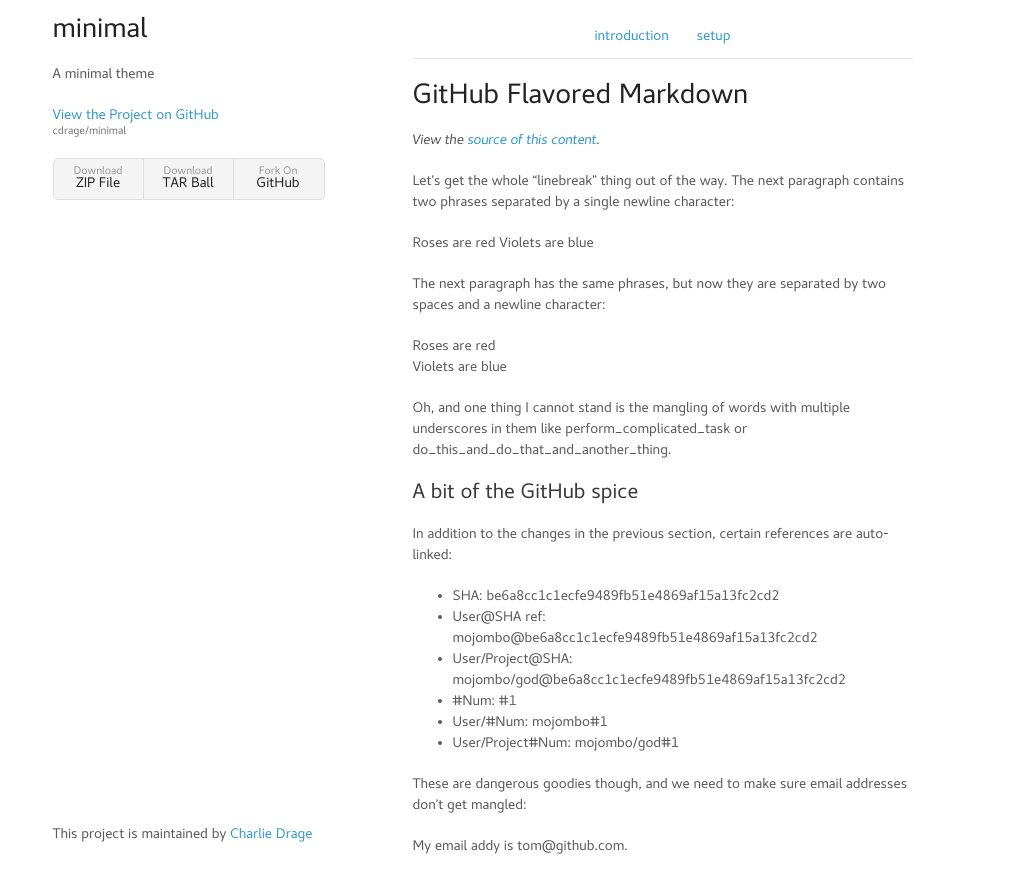 minimal
A minimal theme
View the Project on GitHub
cdrage/minimal
Download
ZIP File
Download
TAR Ball
Fork On
GitHub
This project is maintained by Charlie Drage
introduction setup
GitHub Flavored Markdown
View the source of this content.
Let's get the whole “linebreak” thing out of the way. The next paragraph contains
two phrases separated by a single newline character:
Roses are red Violets are blue
The next paragraph has the same phrases, but now they are separated by two
spaces and a newline character:
Roses are red
Violets are blue
Oh, and one thing I cannot stand is the mangling of words with multiple
underscores in them like perform_complicated_task or
do_this_and_do_that_and_another_thing.
A bit of the GitHub spice
In addition to the changes in the previous section, certain references are auto-
linked:
• SHA: be6a8cc1c1ecfe9489fb51e4869af15a13fc2cd2
• User@SHA ref:
mojombo@be6a8cc1c1ecfe9489fb51e4869af15a13fc2cd2
• User/Project@SHA:
mojombo/god@be6a8cc1c1ecfe9489fb51e4869af15a13fc2cd2
• #Num: #1
• User/#Num: mojombo#1
• User/Project#Num: mojombo/god#1
These are dangerous goodies though, and we need to make sure email addresses
don't get mangled:
My email addy is tom@github.com.